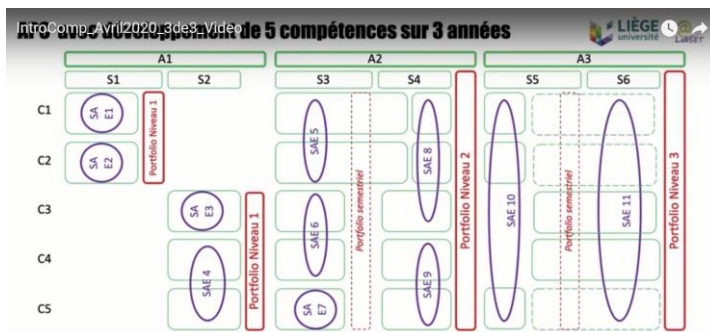 IntroComp_Avril2020_3de3_Video
développement de 5 compétences sur 3 années
LIÈGE université
LabSET
A1
A2
A3
S1
S2
S3
S4
S5
S6
C1
C2
C3
C4
C5
SA E1
SA E2
Portfolio Niveau 1
SA E3
SAE 4
Portfolio Niveau 1
SAE 5
SAE 6
SA E7
Portfolio semestriel
SAE 8
SAE 9
Portfolio Niveau 2
SAE 10
Portfolio semestriel
SAE 11
Portfolio Niveau 3